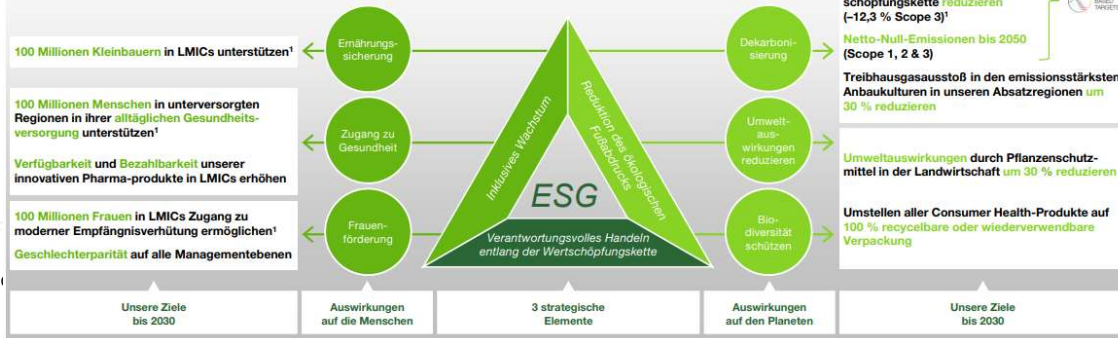 100 Millionen Kleinbauern in LMICs unterstützen¹
100 Millionen Menschen in unterversorgten
Regionen in ihrer alltäglichen Gesundheits-
versorgung unterstützen¹
Verfügbarkeit und Bezahlbarkeit unserer
innovativen Pharma-produkte in LMICs erhöhen
100 Millionen Frauen in LMICs Zugang zu
moderner Empfängnisverhütung ermöglichen¹
Geschlechterparität auf alle Managementebenen
Unsere Ziele
bis 2030
Ernährungs-
sicherung
Zugang zu
Gesundheit
Frauen-
förderung
Auswirkungen
auf die Menschen
Inklusives Wachstum
Reduktion des ökologischen
Fußabdrucks
ESG
Verantwortungsvolles Handeln
entlang der Wertschöpfungskette
3 strategische
Elemente
Dekarboni-
sierung
Umwelt-
aus-
wirkungen
reduzieren
Bio-
diversität
schützen
Auswirkungen
auf den Planeten
schöpfungskette reduzieren
(–12,3 % Scope 3)¹
Netto-Null-Emissionen bis 2050
(Scope 1, 2 & 3)
Treibhausgasausstoß in den emissionsstärksten
Anbaukulturen in unseren Absatzregionen um
30 % reduzieren
Umweltauswirkungen durch Pflanzenschutz-
mittel in der Landwirtschaft um 30 % reduzieren
Umstellen aller Consumer Health-Produkte auf
100 % recycelbare oder wiederverwendbare
Verpackung
Unsere Ziele
bis 2030